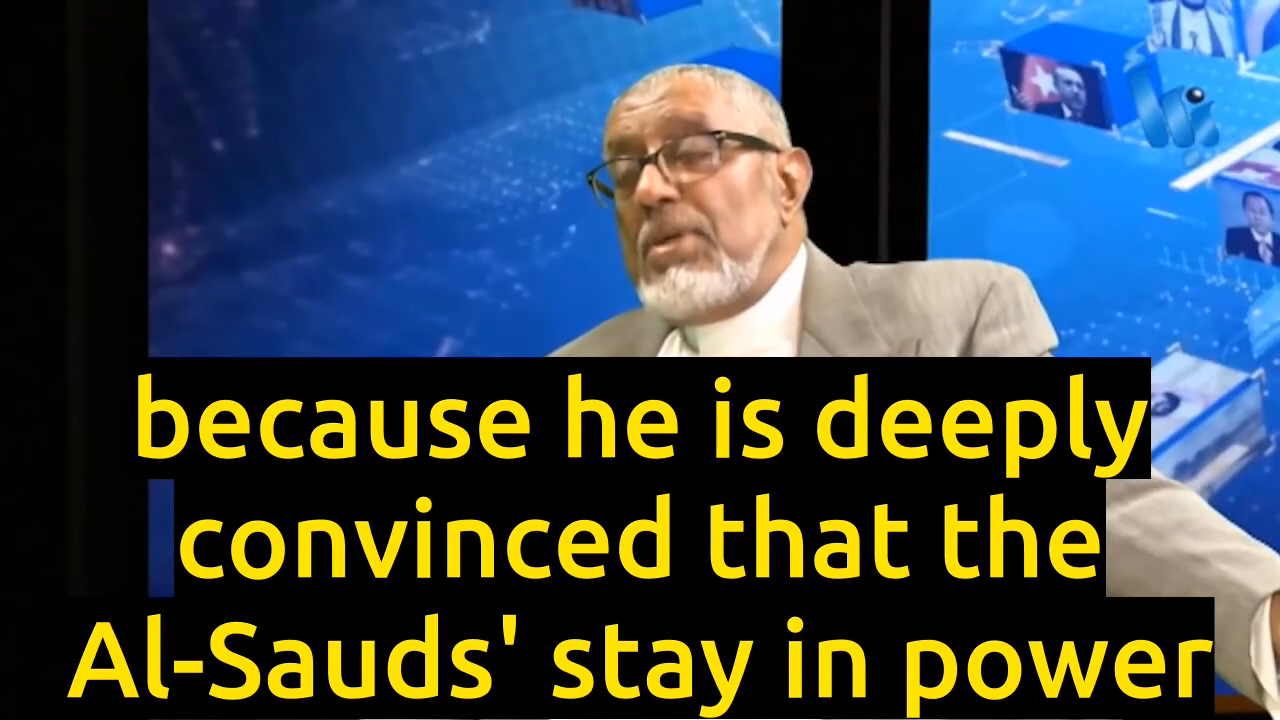 because he is deeply
convinced that the
Al-Sauds' stay in power